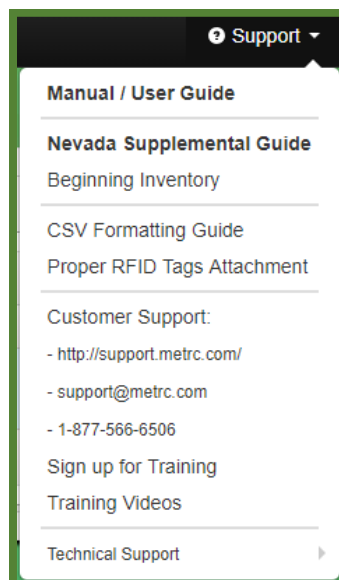 Support
Manual / User Guide
Nevada Supplemental Guide
Beginning Inventory
CSV Formatting Guide
Proper RFID Tags Attachment
Customer Support:
- http://support.metrc.com/
- support@metrc.com
- 1-877-566-6506
Sign up for Training
Training Videos
Technical Support